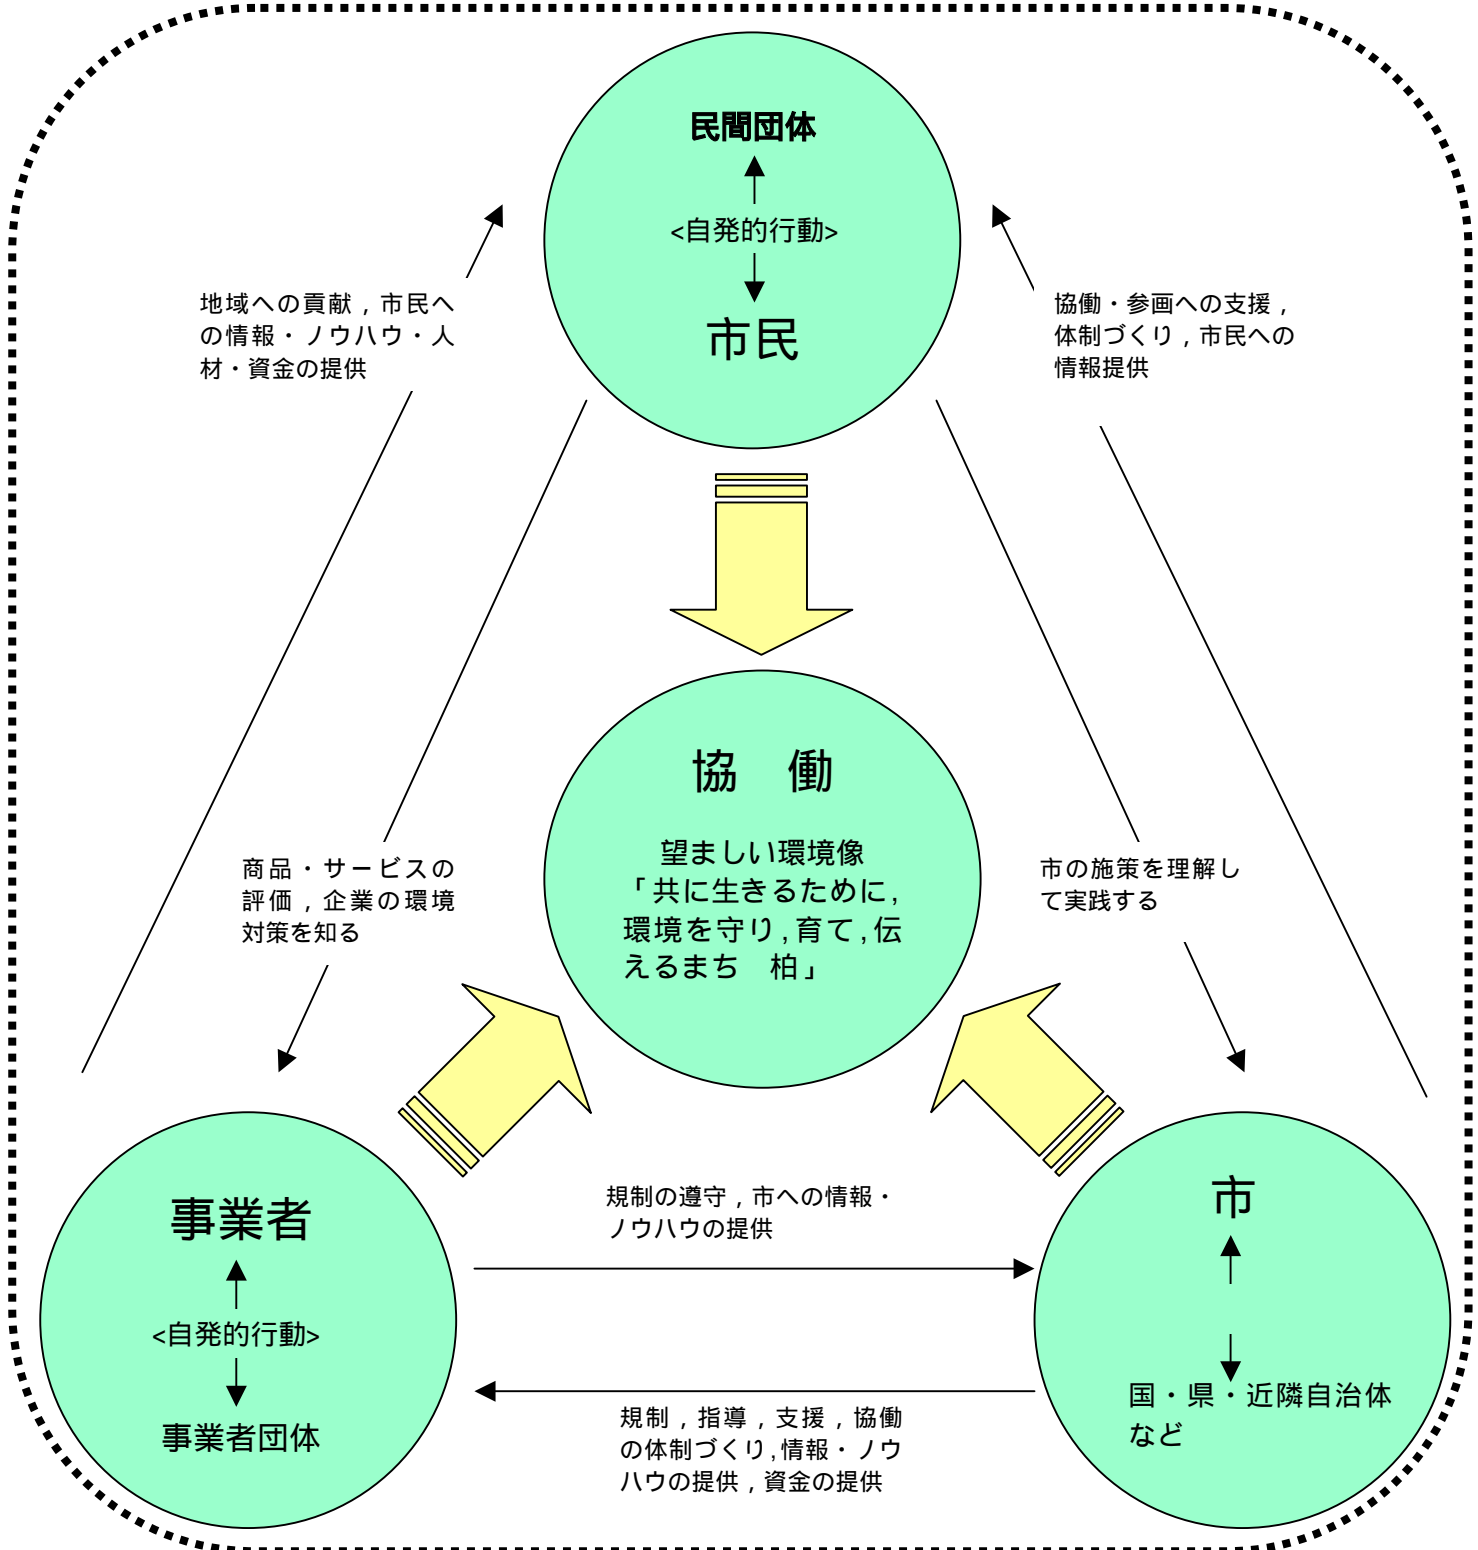 民間団体
<自発的行動>
市民
地域への貢献，市民へ
の情報・ノウハウ・人
材・資金の提供
協働・参画への支援，
体制づくり，市民への
情報提供
協　働
望ましい環境像
「共に生きるために，
環境を守り，育て，伝
えるまち　柏」
商品・サービスの
評価，企業の環境
対策を知る
市の施策を理解し
て実践する
事業者
<自発的行動>
事業者団体
規制の遵守，市への情報・
ノウハウの提供
規制，指導，支援，協働
の体制づくり，情報・ノウ
ハウの提供，資金の提供
市
国・県・近隣自治体
など